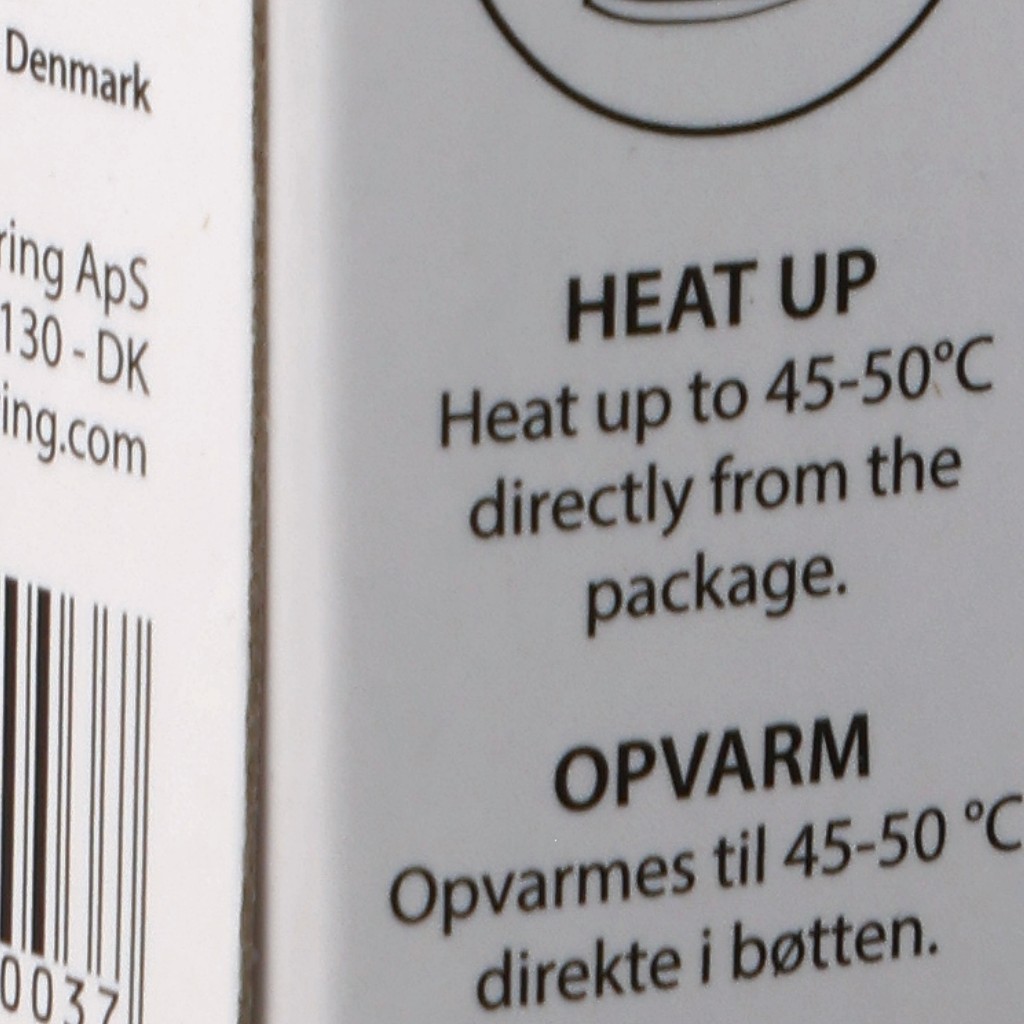 Denmark
ring ApS
130 - DK
ing.com
0037
HEAT UP
Heat up to 45-50°C
directly from the
package.
OPVARM
Opvarmes til 45-50 °C
direkte i bøtten.